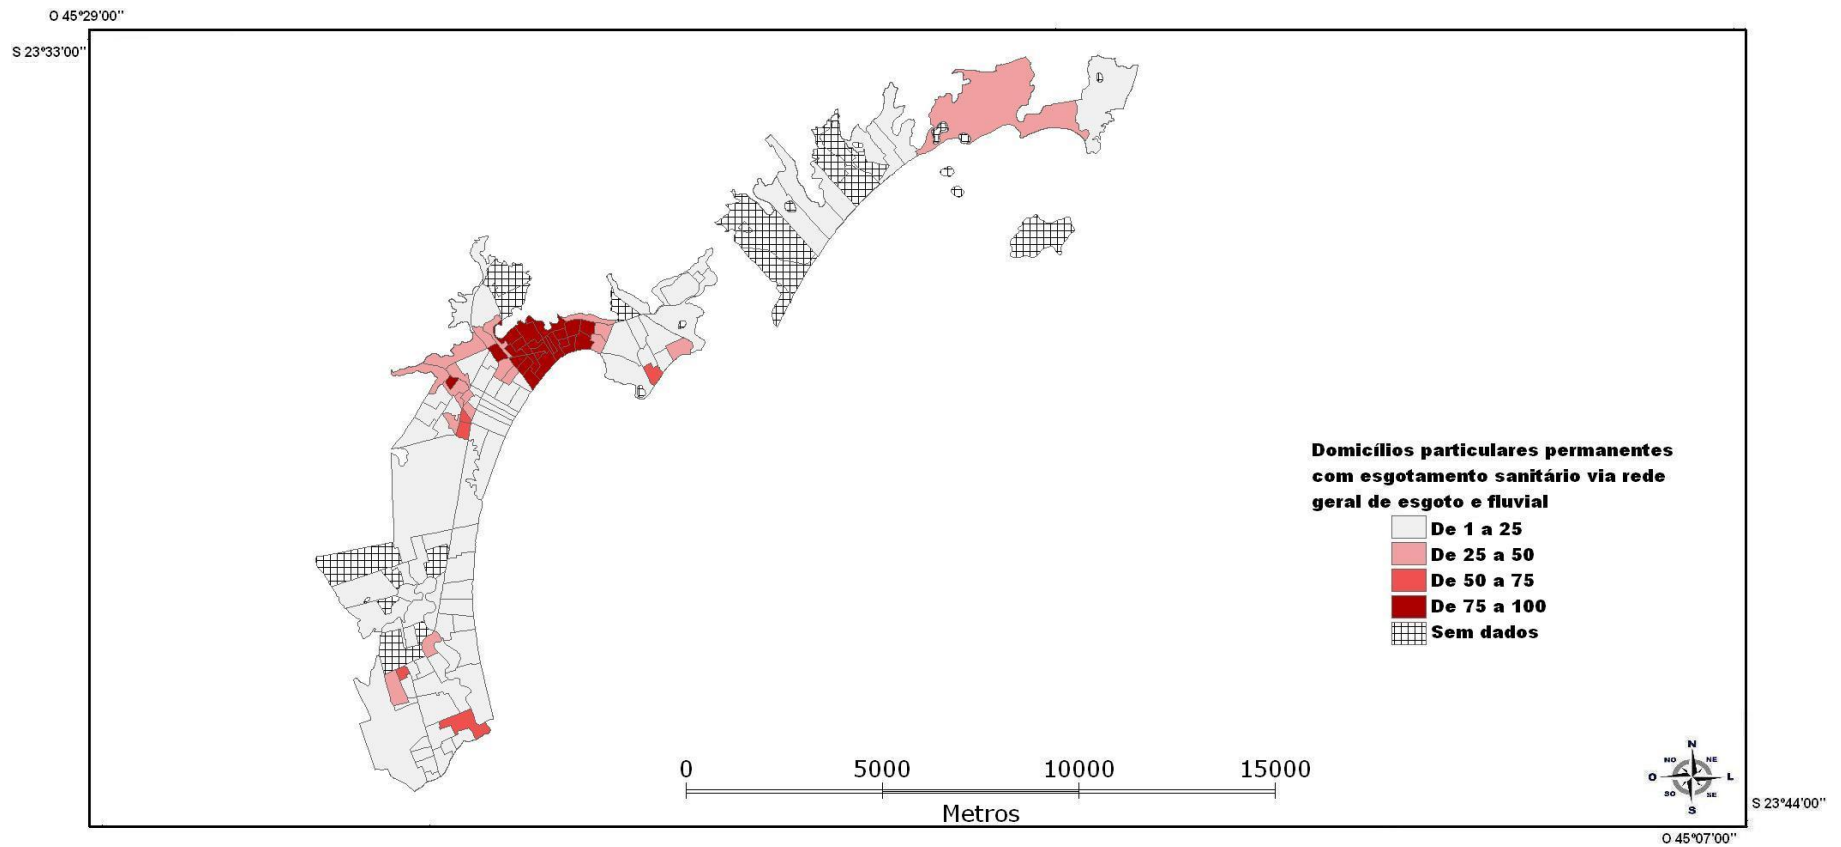 O 45°29'00''
S 23°33'00''
Domicílios particulares permanentes
com esgotamento sanitário via rede
geral de esgoto e fluvial
De 1 a 25
De 25 a 50
De 50 a 75
De 75 a 100
Sem dados
N
NO NE
O L
SO SE
S
0 5000 10000 15000
Metros
S 23°44'00''
O 45°07'00''